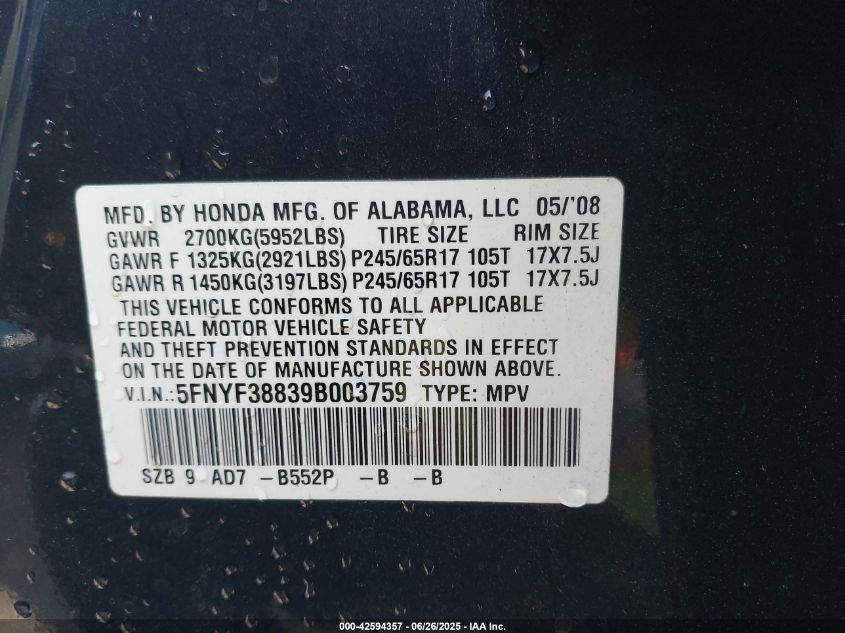 MFD. BY HONDA MFG. OF ALABAMA, LLC 05/'08
GVWR 2700KG(5952LBS) TIRE SIZE RIM SIZE
GAWR F 1325KG(2921LBS) P245/65R17 105T 17X7.5J
GAWR R 1450KG(3197LBS) P245/65R17 105T 17X7.5J
THIS VEHICLE CONFORMS TO ALL APPLICABLE
FEDERAL MOTOR VEHICLE SAFETY
AND THEFT PREVENTION STANDARDS IN EFFECT
ON THE DATE OF MANUFACTURE SHOWN ABOVE.
V.I.N.: 5FNYF38839B003759 TYPE: MPV
SZB 9 AD7 -B552P -B -B
000-42594357 - 06/26/2025 - IAA Inc.